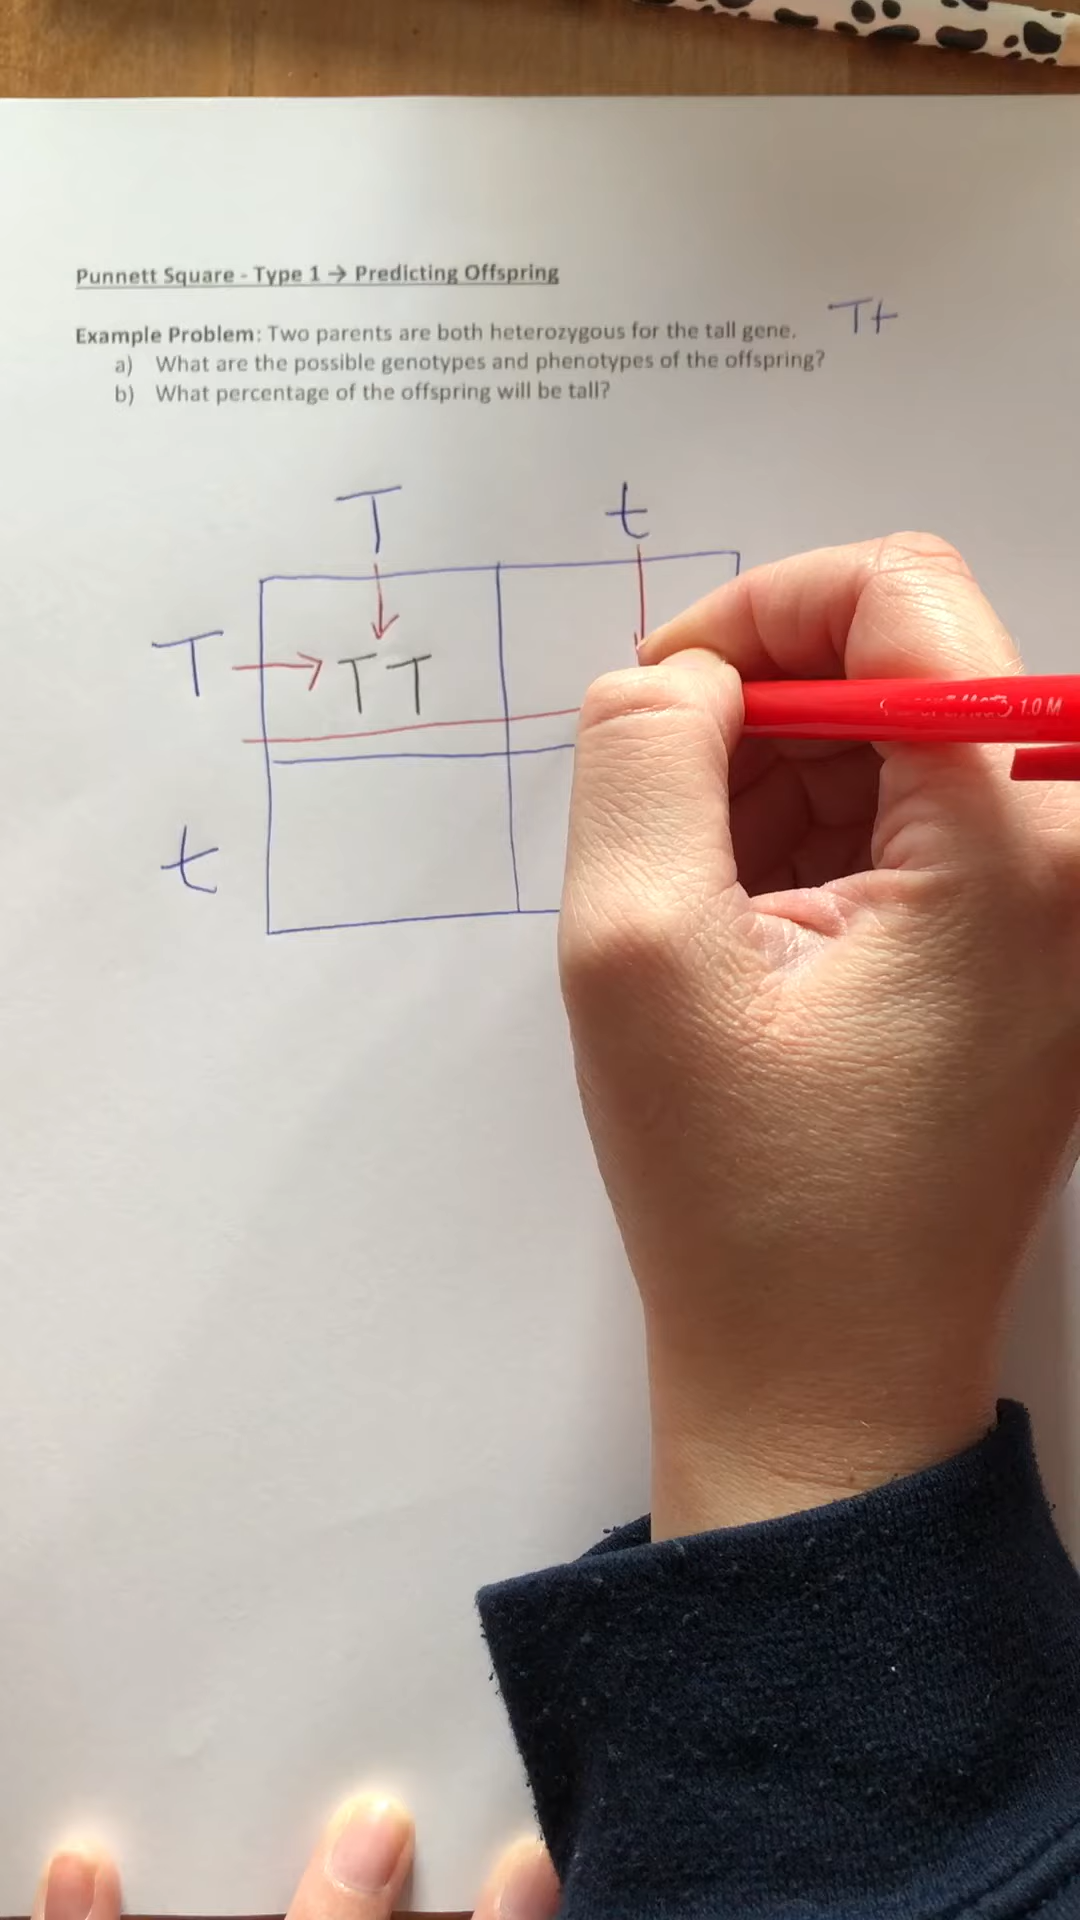 Punnett Square - Type 1 → Predicting Offspring
Tt
Example Problem: Two parents are both heterozygous for the tall gene.
a) What are the possible genotypes and phenotypes of the offspring?
b) What percentage of the offspring will be tall?
T t
T TT
t
1.0 M